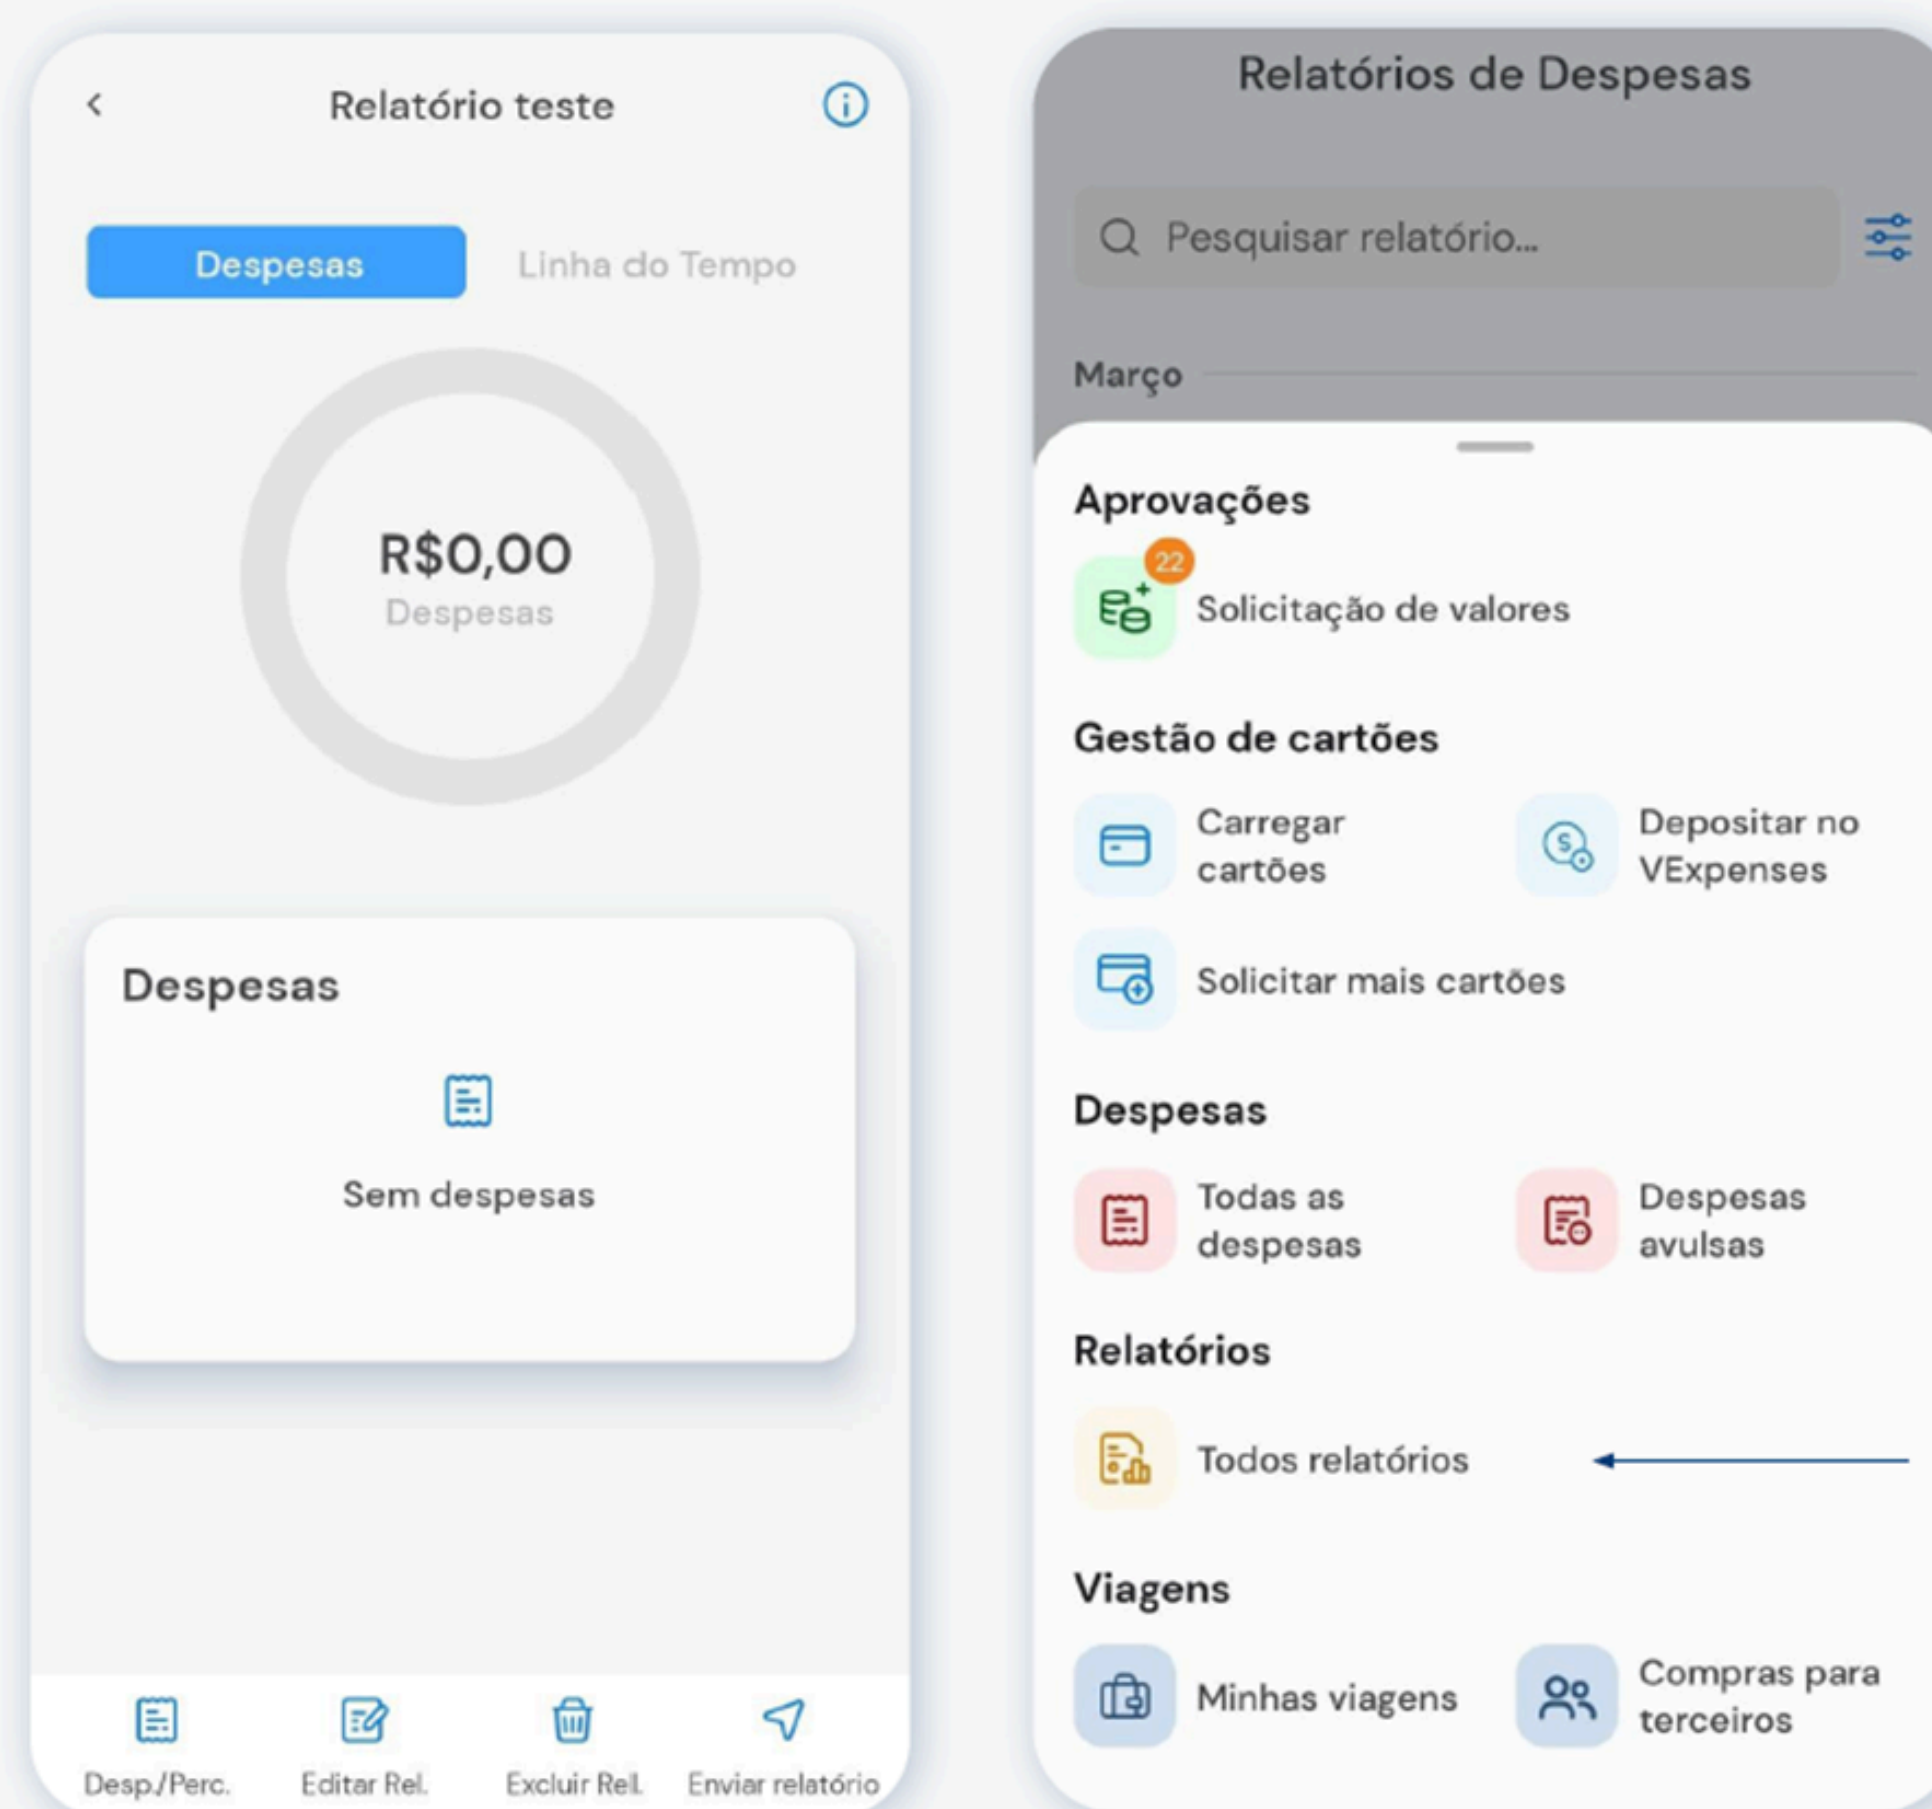 Relatório teste
Despesas
Linha do Tempo
R$0,00
Despesas
Despesas
Sem despesas
Desp./Perc.
Editar Rel.
Excluir Rell.
Enviar relatório
Relatórios de Despesas
Pesquisar relatório...
Março
Aprovações
22
Solicitação de valores
Gestão de cartões
Carregar
cartões
Depositar no
VExpenses
Solicitar mais cartões
Despesas
Todas as
despesas
Despesas
avulsas
Relatórios
Todos relatórios
Viagens
Minhas viagens
Compras para
terceiros